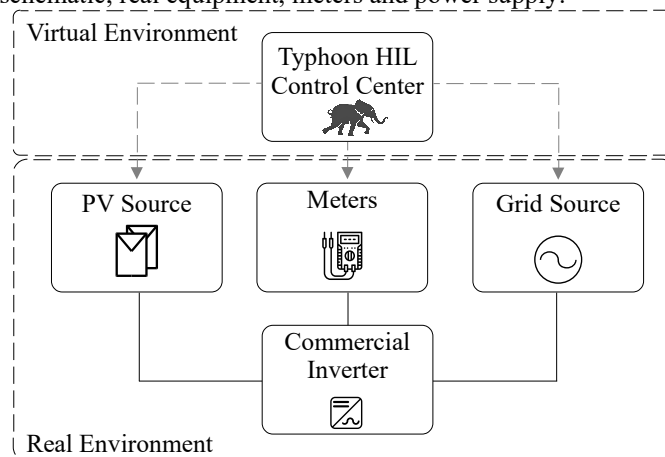 schematic, real equipment, meters and power supply.
Virtual Environment
Typhoon HIL
Control Center
PV Source
Meters
Grid Source
Commercial
Inverter
Real Environment